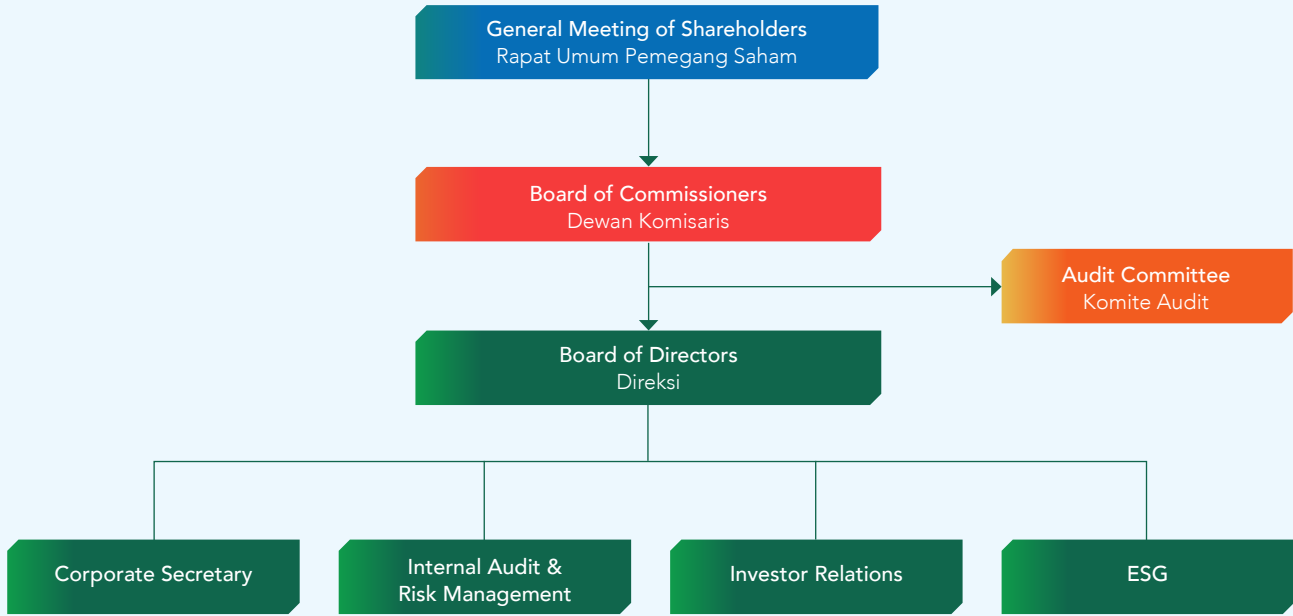 General Meeting of Shareholders
Rapat Umum Pemegang Saham
Board of Commissioners
Dewan Komisaris
Audit Committee
Komite Audit
Board of Directors
Direksi
Corporate Secretary
Internal Audit &
Risk Management
Investor Relations
ESG